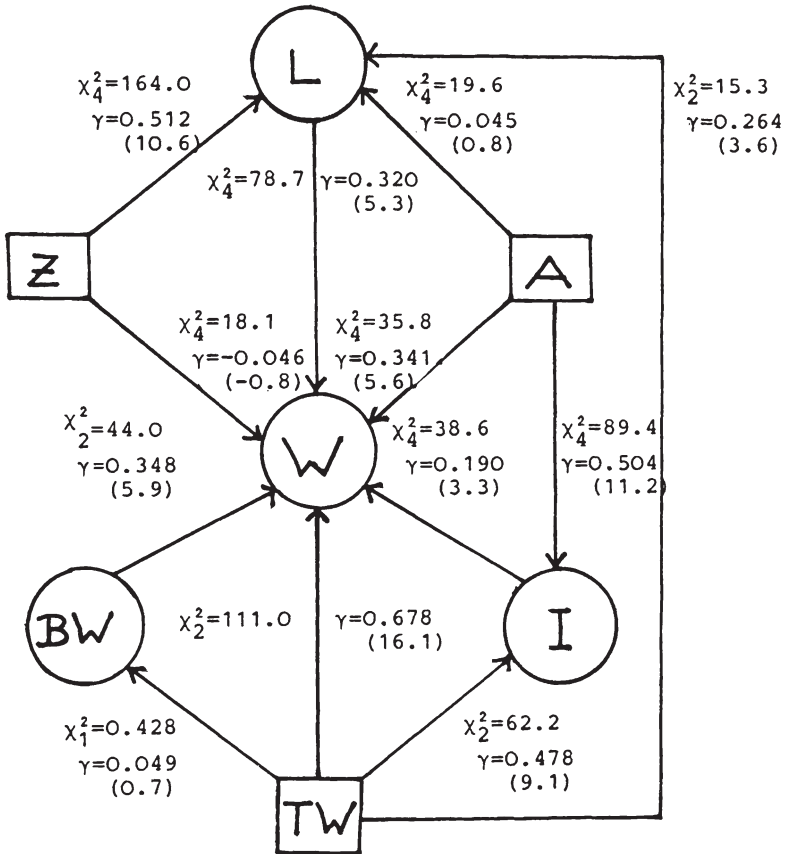 L
χ²₄=164.0
γ=0.512
(10.6)
χ²₄=19.6
γ=0.045
(0.8)
χ²₂=15.3
γ=0.264
(3.6)
χ²₄=78.7
γ=0.320
(5.3)
Z
A
χ²₄=18.1
γ=-0.046
(-0.8)
χ²₄=35.8
γ=0.341
(5.6)
χ²₂=44.0
γ=0.348
(5.9)
W
χ²₄=38.6
γ=0.190
(3.3)
χ²₄=89.4
γ=0.504
(11.2)
BW
χ²₂=111.0
γ=0.678
(16.1)
I
χ²₁=0.428
γ=0.049
(0.7)
χ²₂=62.2
γ=0.478
(9.1)
TW